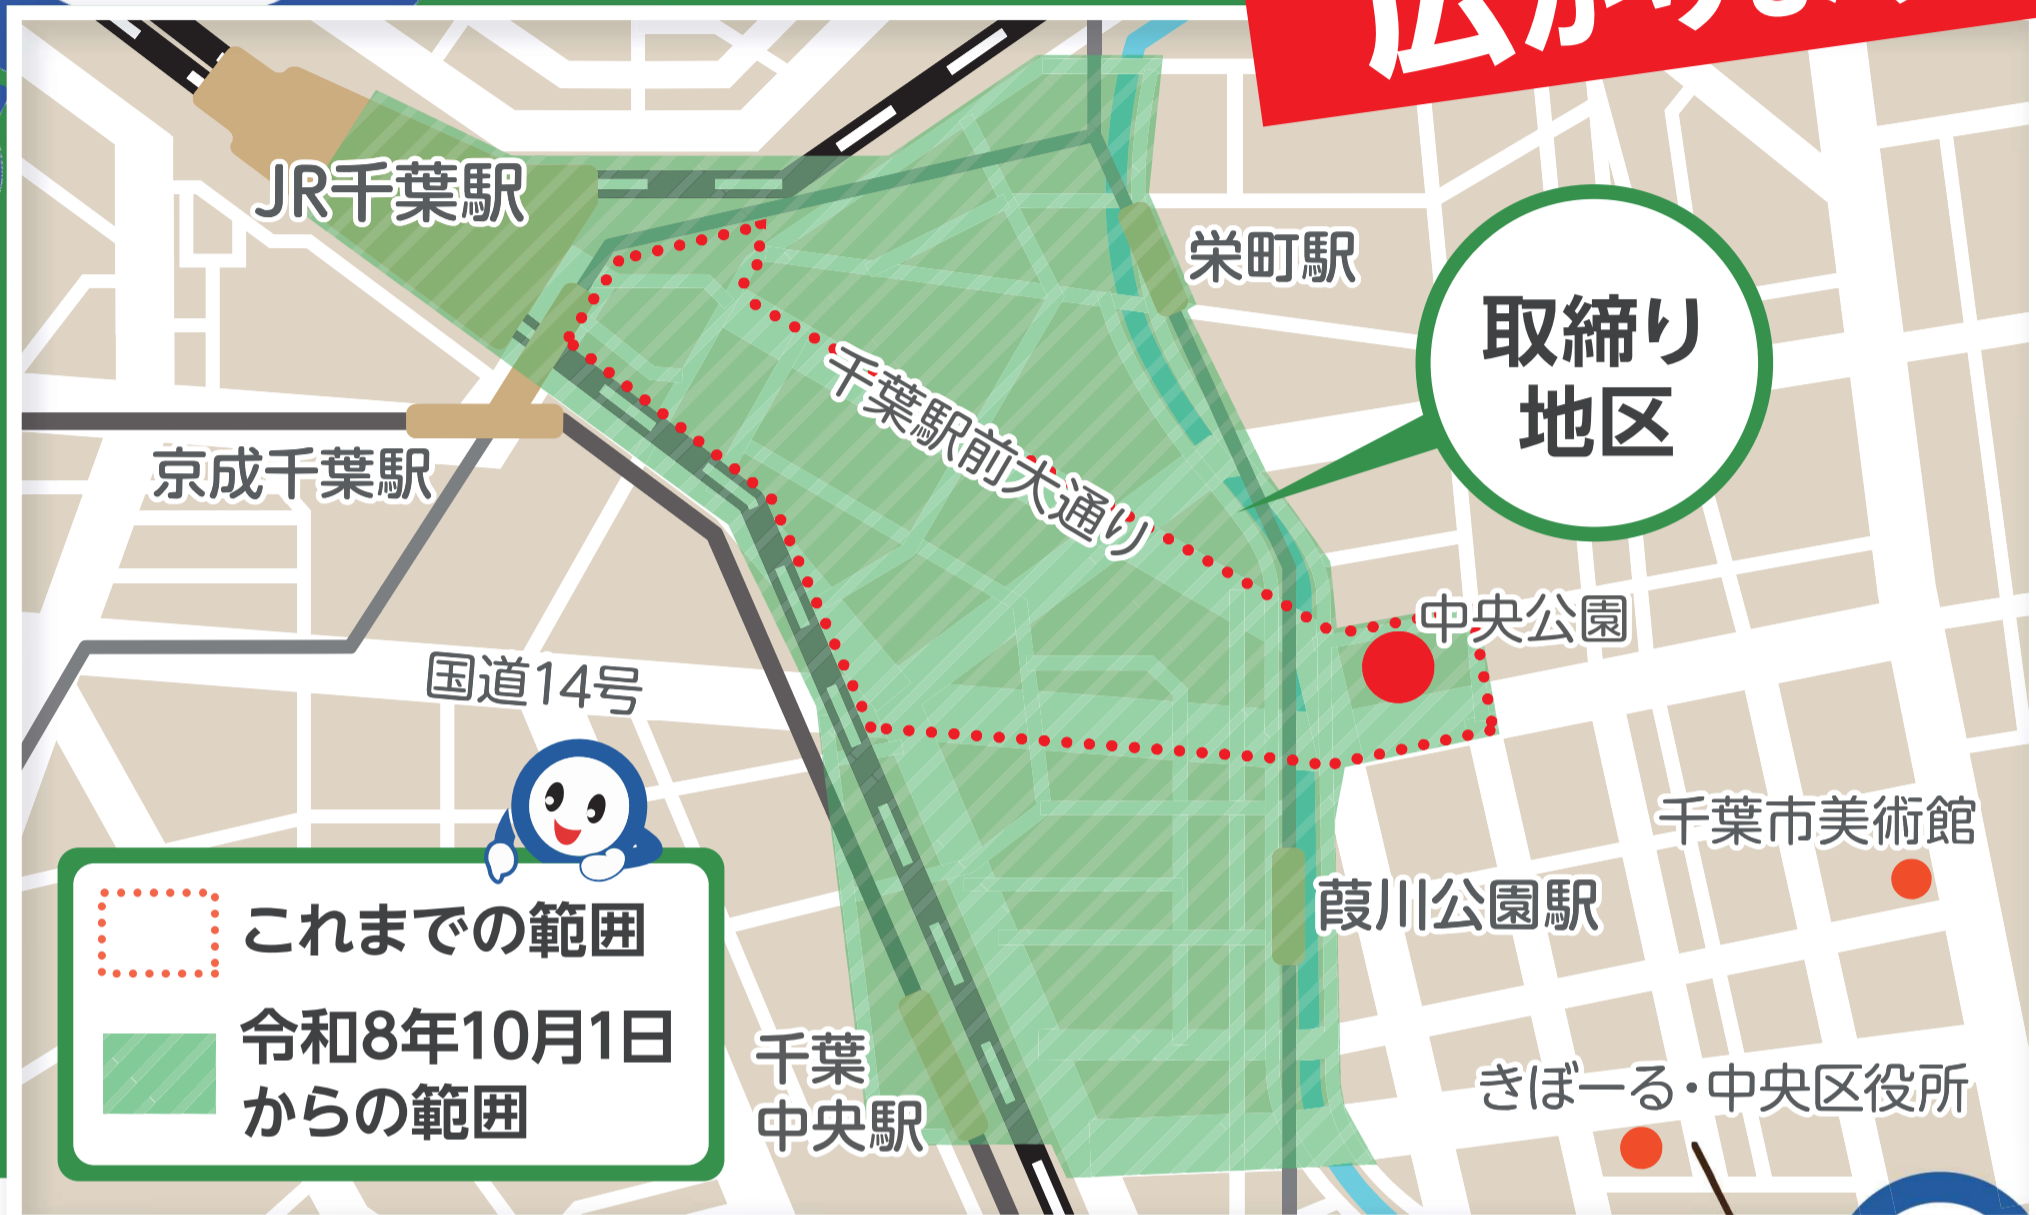 JR千葉駅
栄町駅
取締り
地区
千葉駅前大通り
京成千葉駅
中央公園
国道14号
千葉市美術館
葭川公園駅
これまでの範囲
令和8年10月1日
からの範囲
千葉
中央駅
きぼーる・中央区役所